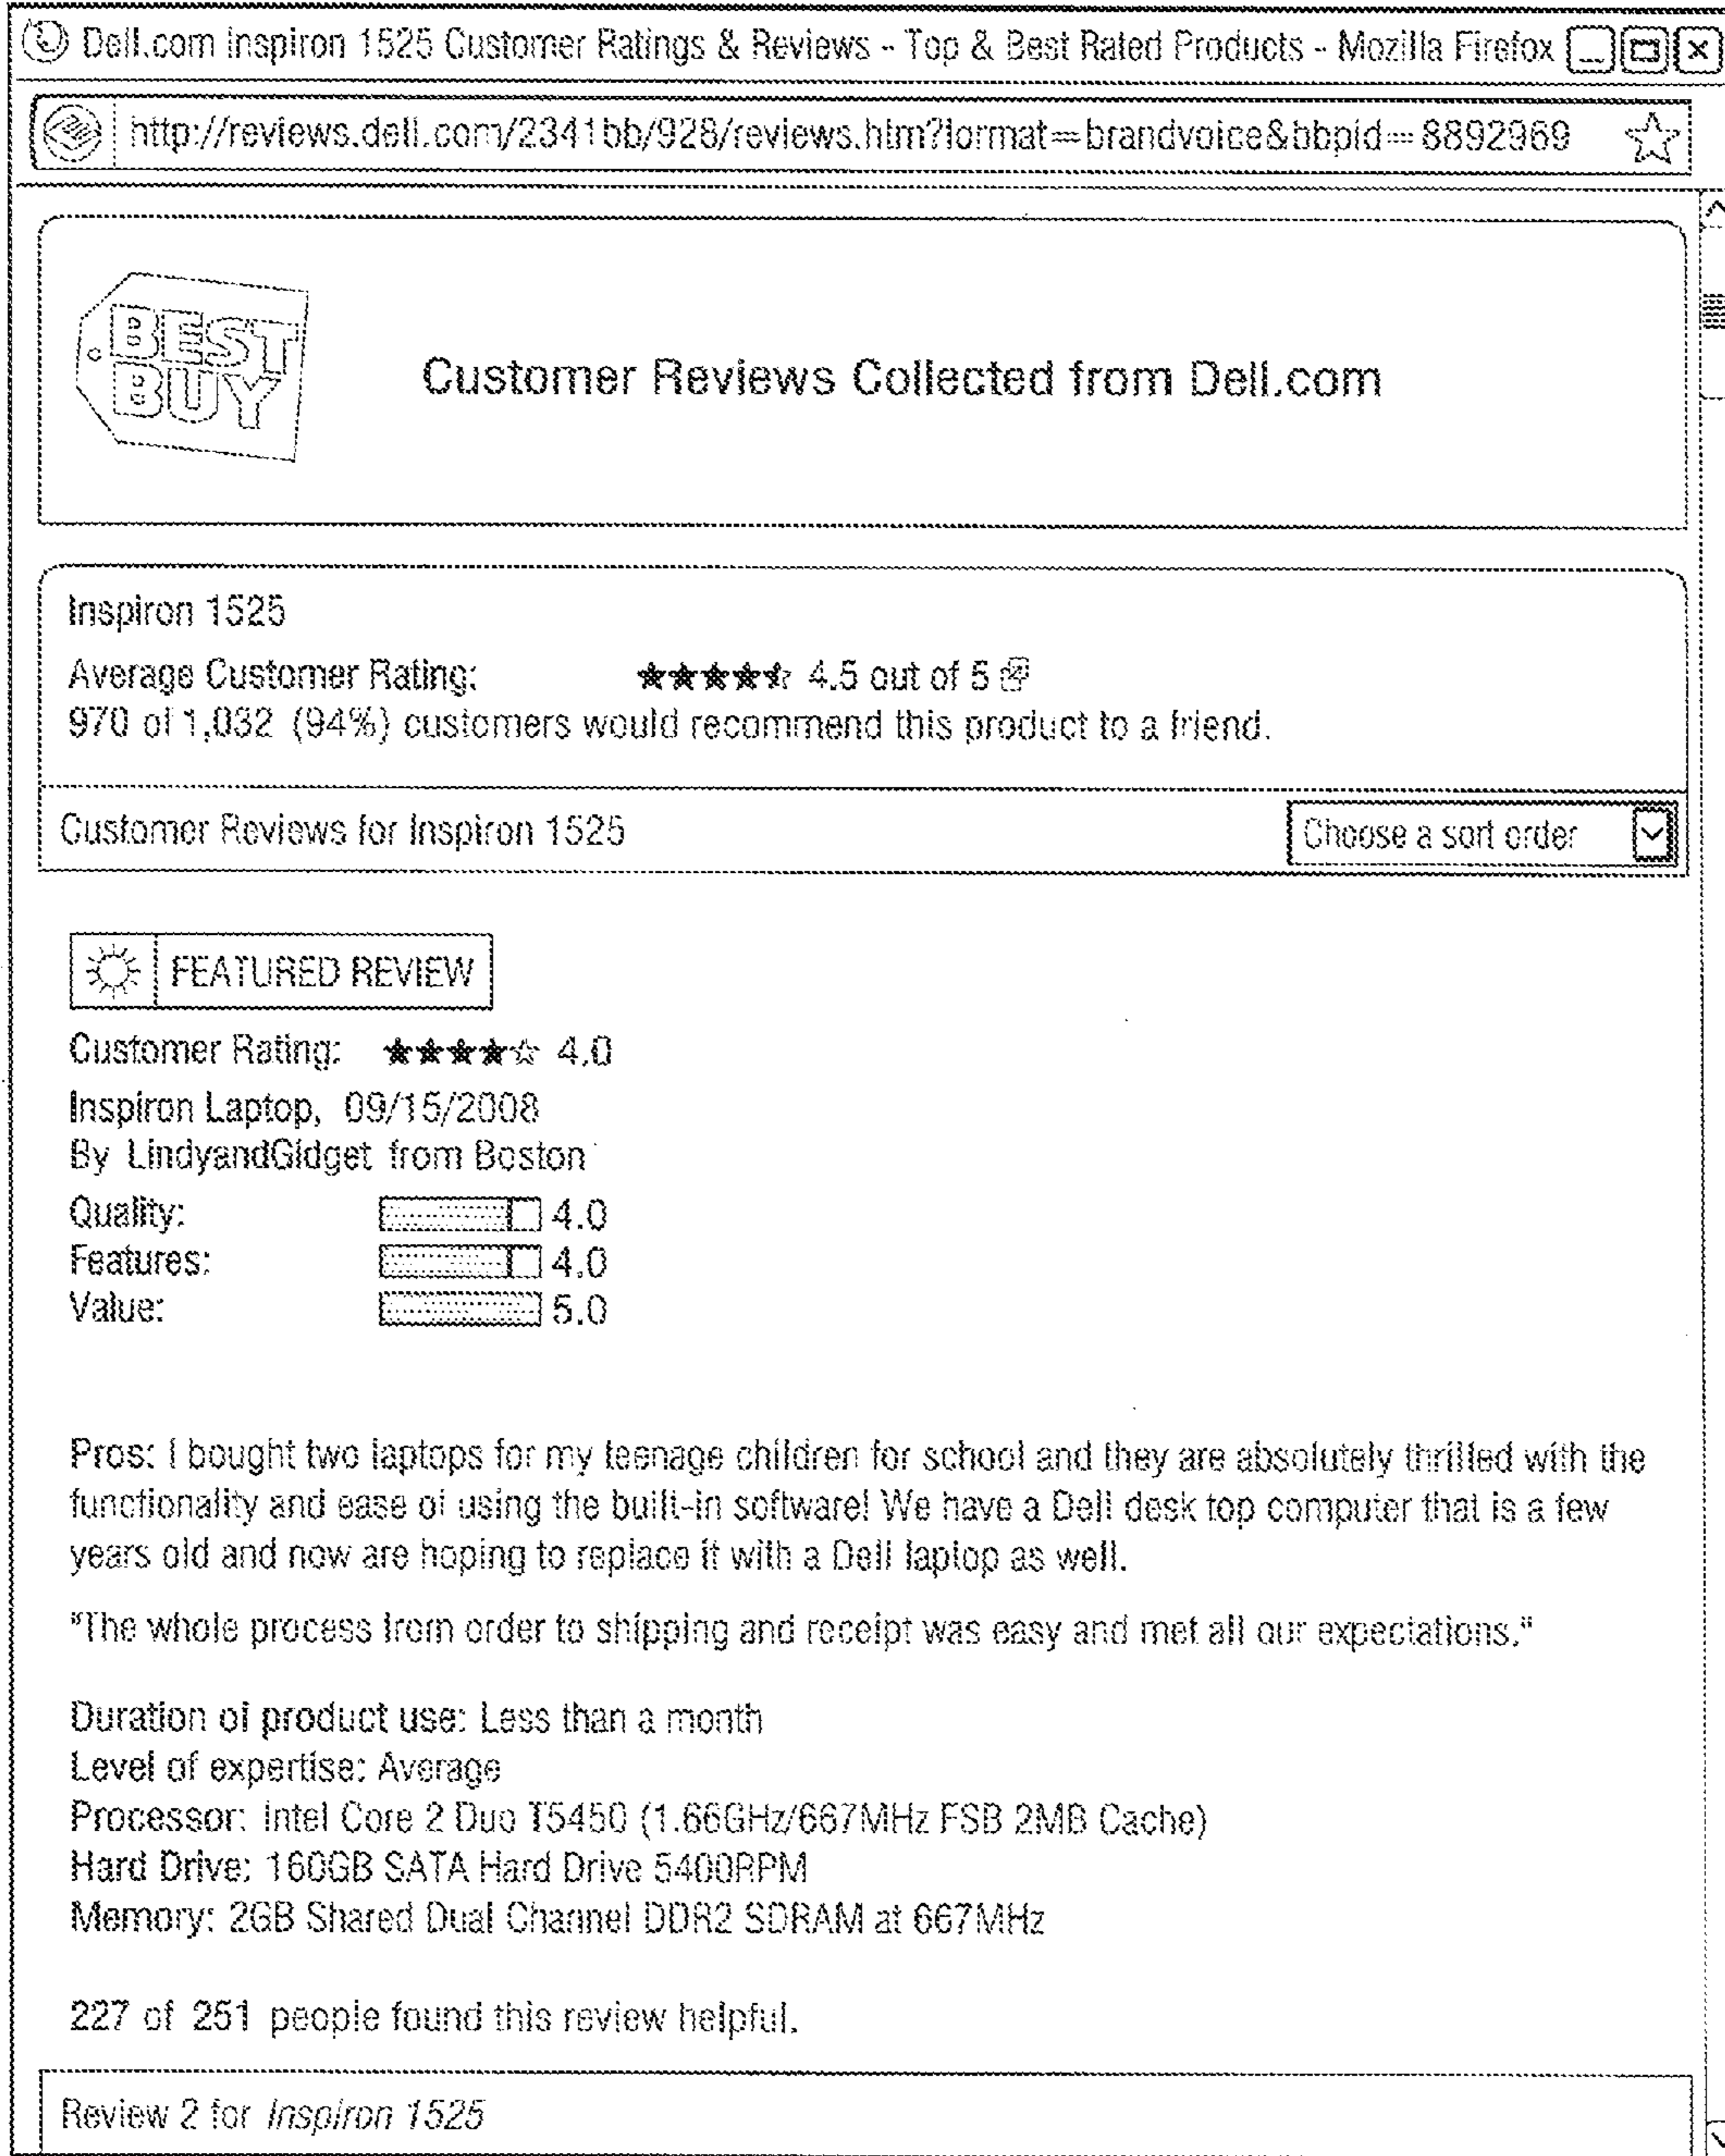 Dell.com Inspiron 1525 Customer Ratings & Reviews - Top & Best Rated Products - Mozilla Firefox
http://reviews.dell.com/2341bb/928/reviews.htm?format=brandvoice&bbpid=8892969
BEST
BUY
Customer Reviews Collected from Dell.com
Inspiron 1525
Average Customer Rating: 4.5 out of 5
970 of 1,032 (94%) customers would recommend this product to a friend.
Customer Reviews for Inspiron 1525 Choose a sort order
FEATURED REVIEW
Customer Rating: 4.0
Inspiron Laptop, 09/15/2008
By LindyandGidget from Boston
Quality: 4.0
Features: 4.0
Value: 5.0
Pros: I bought two laptops for my teenage children for school and they are absolutely thrilled with the
functionality and ease of using the built-in software! We have a Dell desk top computer that is a few
years old and now are hoping to replace it with a Dell laptop as well.
"The whole process from order to shipping and receipt was easy and met all our expectations."
Duration of product use: Less than a month
Level of expertise: Average
Processor: Intel Core 2 Duo T5450 (1.66GHz/667MHz FSB 2MB Cache)
Hard Drive: 160GB SATA Hard Drive 5400RPM
Memory: 2GB Shared Dual Channel DDR2 SDRAM at 667MHz
227 of 251 people found this review helpful.
Review 2 for Inspiron 1525